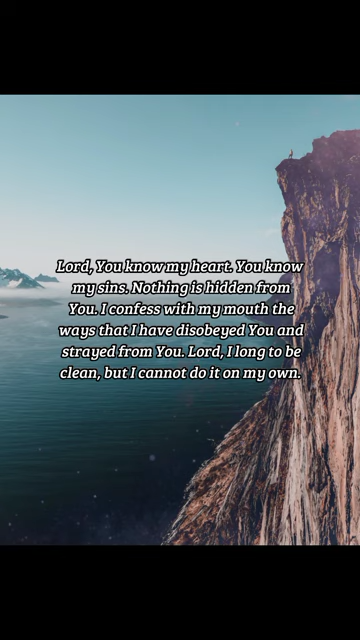 Lord, You know my heart. You know
my sins. Nothing is hidden from
You. I confess with my mouth the
ways that I have disobeyed You and
strayed from You. Lord, I long to be
clean, but I cannot do it on my own.